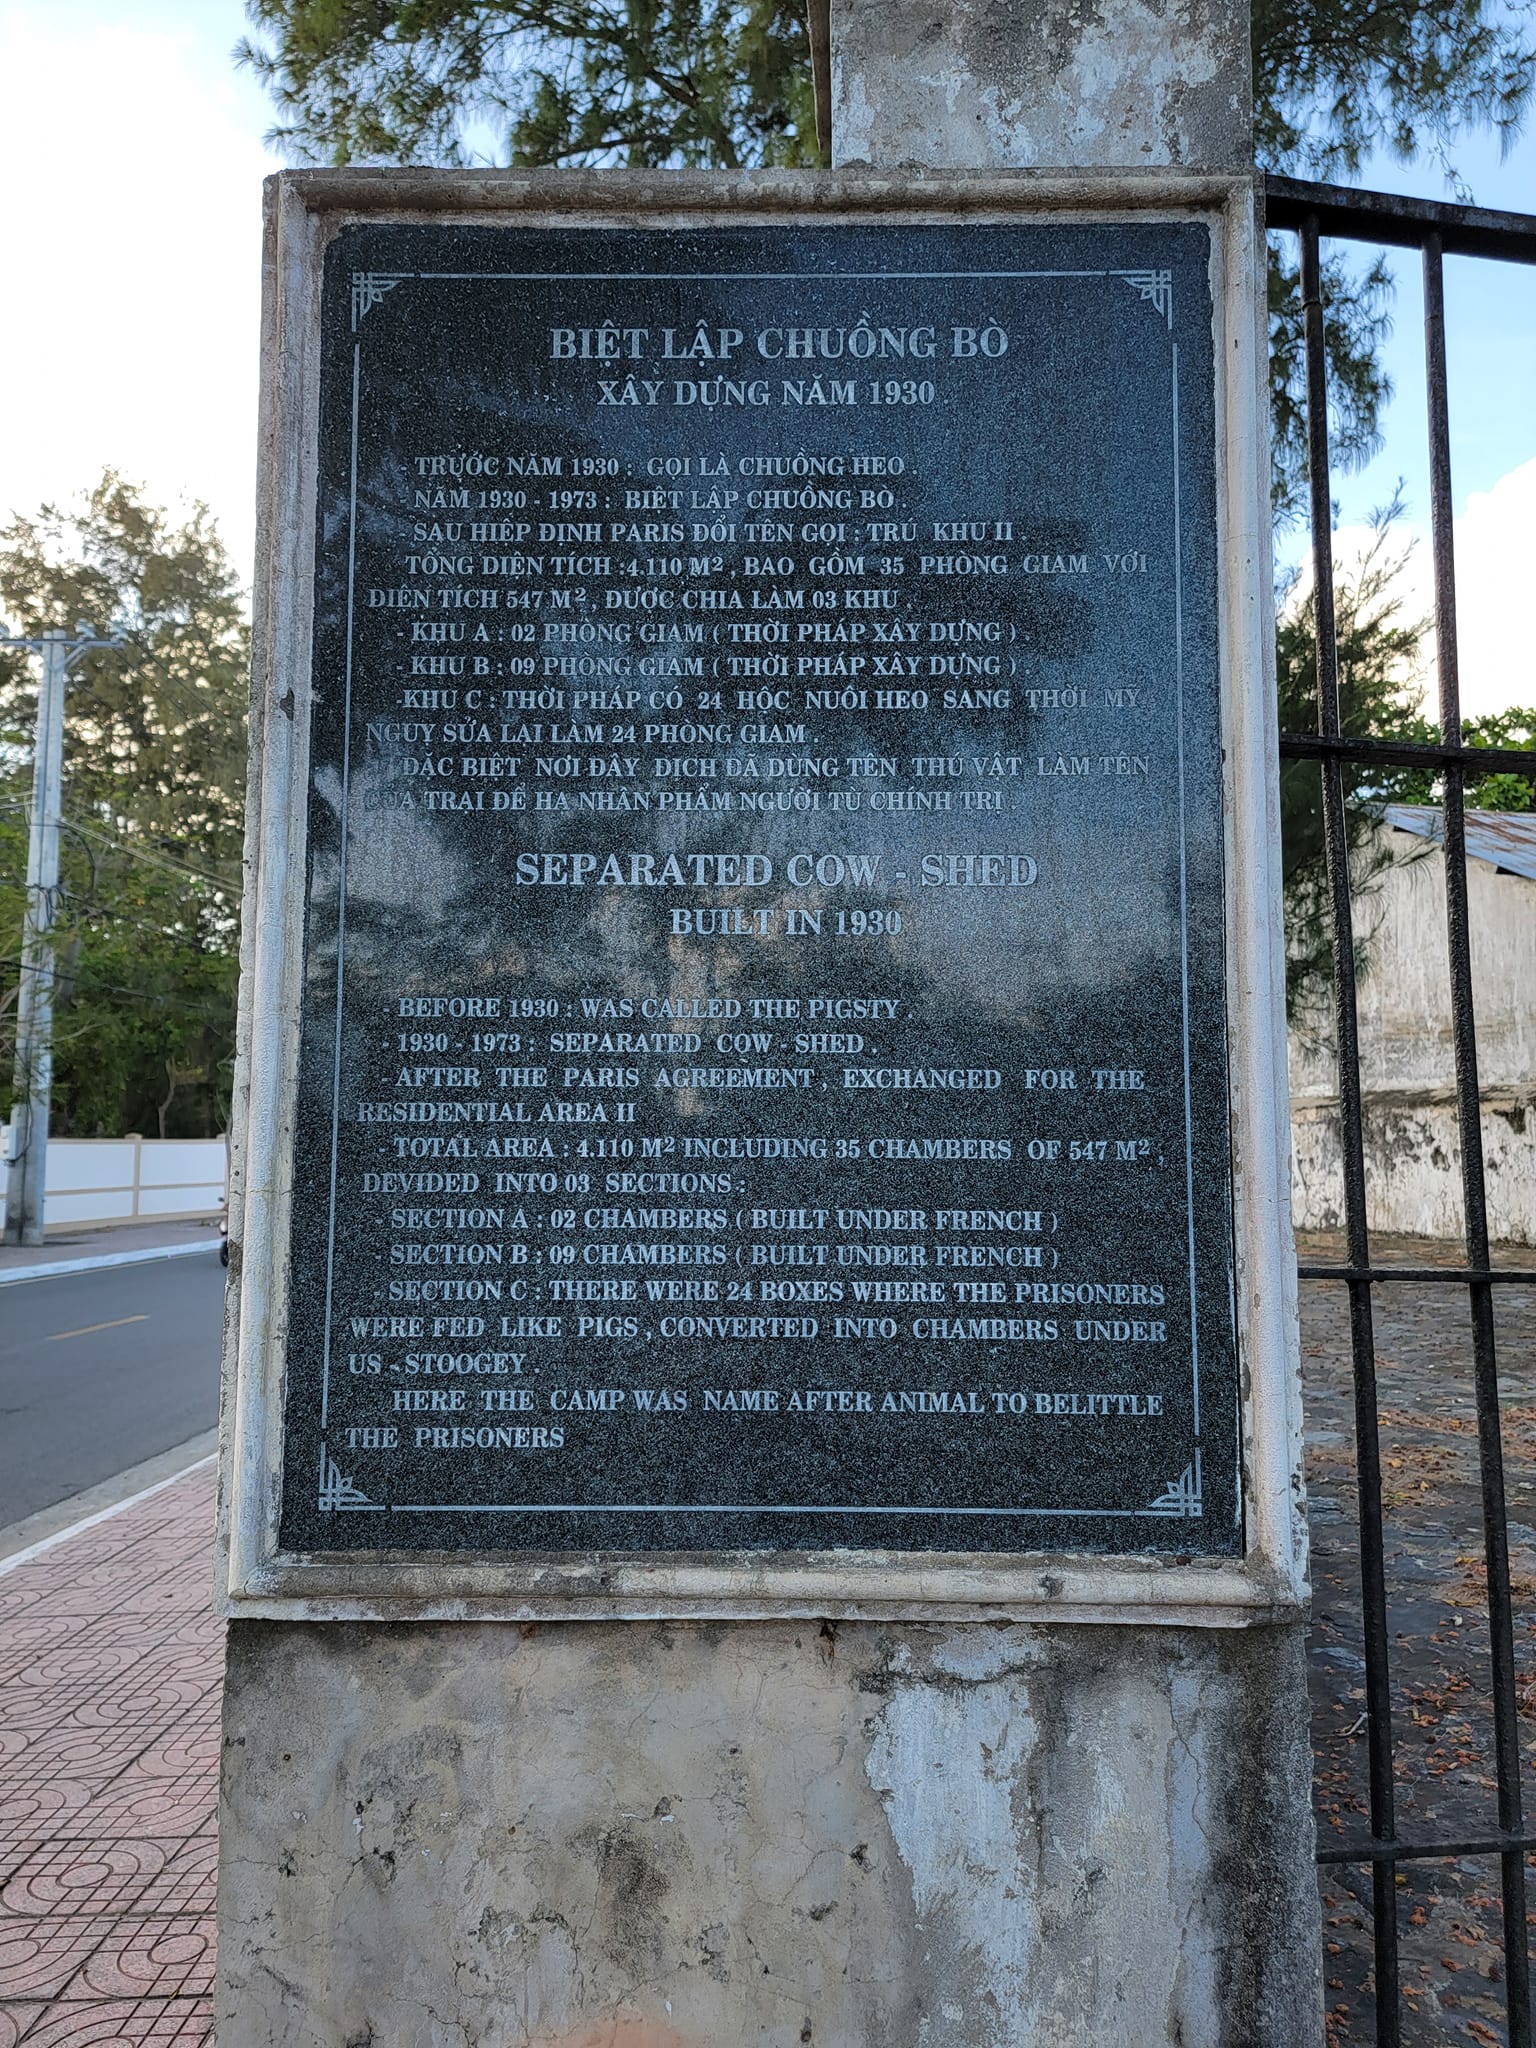 BIỆT LẬP CHUỒNG BÒ
XÂY DỰNG NĂM 1930
- TRƯỚC NĂM 1930 : GỌI LÀ CHUỒNG HEO .
- NĂM 1930 - 1973 : BIỆT LẬP CHUỒNG BÒ .
- SAU HIỆP ĐỊNH PARIS ĐỔI TÊN GỌI : TRÚ KHU II .
TỔNG DIỆN TÍCH :4.110 M² , BAO GỒM 35 PHÒNG GIAM VỚI
DIỆN TÍCH 547 M² , ĐƯỢC CHIA LÀM 03 KHU .
- KHU A : 02 PHÒNG GIAM ( THỜI PHÁP XÂY DỰNG ) .
- KHU B : 09 PHÒNG GIAM ( THỜI PHÁP XÂY DỰNG ) .
-KHU C : THỜI PHÁP CÓ 24 HỘC NUÔI HEO SANG THỜI MỸ
NGỤY SỬA LẠI LÀM 24 PHÒNG GIAM .
ĐẶC BIỆT NƠI ĐÂY ĐỊCH ĐÃ DÙNG TÊN THÚ VẬT LÀM TÊN
CỦA TRẠI ĐỂ HẠ NHÂN PHẨM NGƯỜI TÙ CHÍNH TRỊ .
SEPARATED COW - SHED
BUILT IN 1930
- BEFORE 1930 : WAS CALLED THE PIGSTY .
- 1930 - 1973 : SEPARATED COW - SHED .
- AFTER THE PARIS AGREEMENT , EXCHANGED FOR THE
RESIDENTIAL AREA II
- TOTAL AREA : 4.110 M² INCLUDING 35 CHAMBERS OF 547 M² ,
DEVIDED INTO 03 SECTIONS :
- SECTION A : 02 CHAMBERS ( BUILT UNDER FRENCH )
- SECTION B : 09 CHAMBERS ( BUILT UNDER FRENCH )
- SECTION C : THERE WERE 24 BOXES WHERE THE PRISONERS
WERE FED LIKE PIGS , CONVERTED INTO CHAMBERS UNDER
US - STOOGEY .
HERE THE CAMP WAS NAME AFTER ANIMAL TO BELITTLE
THE PRISONERS